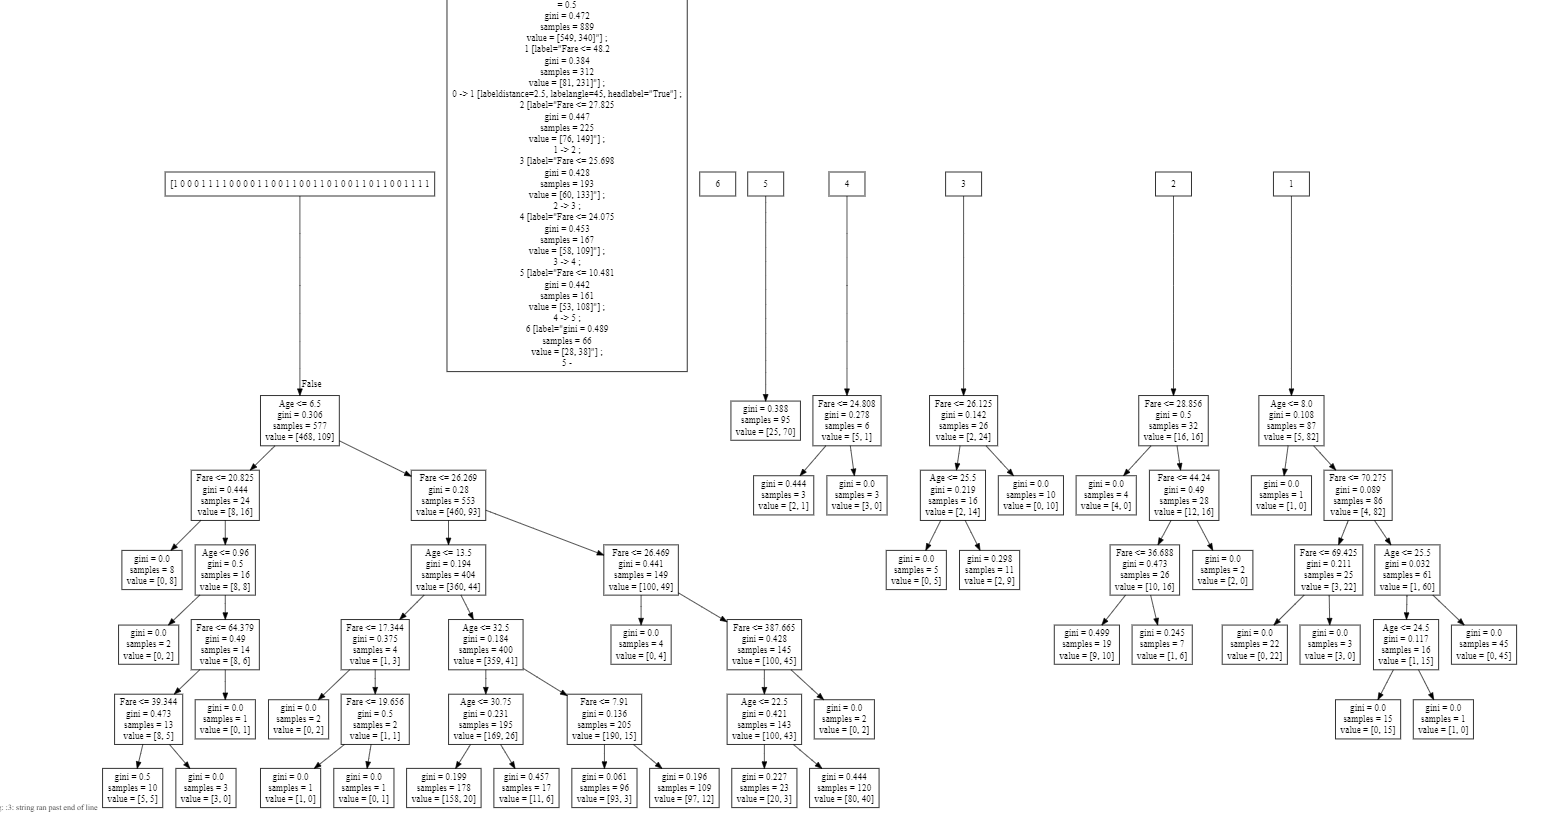 = 0.5
gini = 0.472
samples = 889
value = [549, 340]"] ;
1 [label="Fare <= 48.2
gini = 0.384
samples = 312
value = [81, 231]"] ;
0 -> 1 [labeldistance=2.5, labelangle=45, headlabel="True"] ;
2 [label="Fare <= 27.825
gini = 0.447
samples = 225
value = [76, 149]"] ;
1 -> 2 ;
3 [label="Fare <= 25.698
gini = 0.428
samples = 193
value = [60, 133]"] ;
2 -> 3 ;
4 [label="Fare <= 24.075
gini = 0.453
samples = 167
value = [58, 109]"] ;
3 -> 4 ;
5 [label="Fare <= 10.481
gini = 0.442
samples = 161
value = [53, 108]"] ;
4 -> 5 ;
6 [label="gini = 0.489
samples = 66
value = [28, 38]"] ;
5 -
[1 0 0 0 1 1 1 1 0 0 0 0 1 1 0 0 1 1 0 0 1 1 0 1 0 0 1 1 0 1 1 0 0 1 1 1 1
6
5
4
3
2
1
False
Age <= 6.5
gini = 0.306
samples = 577
value = [468, 109]
gini = 0.388
samples = 95
value = [25, 70]
Fare <= 24.808
gini = 0.278
samples = 6
value = [5, 1]
Fare <= 26.125
gini = 0.142
samples = 26
value = [2, 24]
Fare <= 28.856
gini = 0.5
samples = 32
value = [16, 16]
Age <= 8.0
gini = 0.108
samples = 87
value = [5, 82]
Fare <= 20.825
gini = 0.444
samples = 24
value = [8, 16]
Fare <= 26.269
gini = 0.28
samples = 553
value = [460, 93]
gini = 0.444
samples = 3
value = [2, 1]
gini = 0.0
samples = 3
value = [3, 0]
Age <= 25.5
gini = 0.219
samples = 16
value = [2, 14]
gini = 0.0
samples = 10
value = [0, 10]
gini = 0.0
samples = 4
value = [4, 0]
Fare <= 44.24
gini = 0.49
samples = 28
value = [12, 16]
gini = 0.0
samples = 1
value = [1, 0]
Fare <= 70.275
gini = 0.089
samples = 86
value = [4, 82]
gini = 0.0
samples = 8
value = [0, 8]
Age <= 0.96
gini = 0.5
samples = 16
value = [8, 8]
Age <= 13.5
gini = 0.194
samples = 404
value = [360, 44]
Fare <= 26.469
gini = 0.441
samples = 149
value = [100, 49]
gini = 0.0
samples = 5
value = [0, 5]
gini = 0.298
samples = 11
value = [2, 9]
Fare <= 36.688
gini = 0.473
samples = 26
value = [10, 16]
gini = 0.0
samples = 2
value = [2, 0]
Fare <= 69.425
gini = 0.211
samples = 25
value = [3, 22]
Age <= 25.5
gini = 0.032
samples = 61
value = [1, 60]
gini = 0.0
samples = 2
value = [0, 2]
Fare <= 64.379
gini = 0.49
samples = 14
value = [8, 6]
Fare <= 17.344
gini = 0.375
samples = 4
value = [1, 3]
Age <= 32.5
gini = 0.184
samples = 400
value = [359, 41]
gini = 0.0
samples = 4
value = [0, 4]
Fare <= 387.665
gini = 0.428
samples = 145
value = [100, 45]
gini = 0.499
samples = 19
value = [9, 10]
gini = 0.245
samples = 7
value = [1, 6]
gini = 0.0
samples = 22
value = [0, 22]
gini = 0.0
samples = 3
value = [3, 0]
Age <= 24.5
gini = 0.117
samples = 16
value = [1, 15]
gini = 0.0
samples = 45
value = [0, 45]
Fare <= 39.344
gini = 0.473
samples = 13
value = [8, 5]
gini = 0.0
samples = 1
value = [0, 1]
gini = 0.0
samples = 2
value = [0, 2]
Fare <= 19.656
gini = 0.5
samples = 2
value = [1, 1]
Age <= 30.75
gini = 0.231
samples = 195
value = [169, 26]
Fare <= 7.91
gini = 0.136
samples = 205
value = [190, 15]
Age <= 22.5
gini = 0.421
samples = 143
value = [100, 43]
gini = 0.0
samples = 2
value = [0, 2]
gini = 0.0
samples = 15
value = [0, 15]
gini = 0.0
samples = 1
value = [1, 0]
gini = 0.5
samples = 10
value = [5, 5]
gini = 0.0
samples = 3
value = [3, 0]
gini = 0.0
samples = 1
value = [1, 0]
gini = 0.0
samples = 1
value = [0, 1]
gini = 0.199
samples = 178
value = [158, 20]
gini = 0.457
samples = 17
value = [11, 6]
gini = 0.061
samples = 96
value = [93, 3]
gini = 0.196
samples = 109
value = [97, 12]
gini = 0.227
samples = 23
value = [20, 3]
gini = 0.444
samples = 120
value = [80, 40]
: :3: string ran past end of line